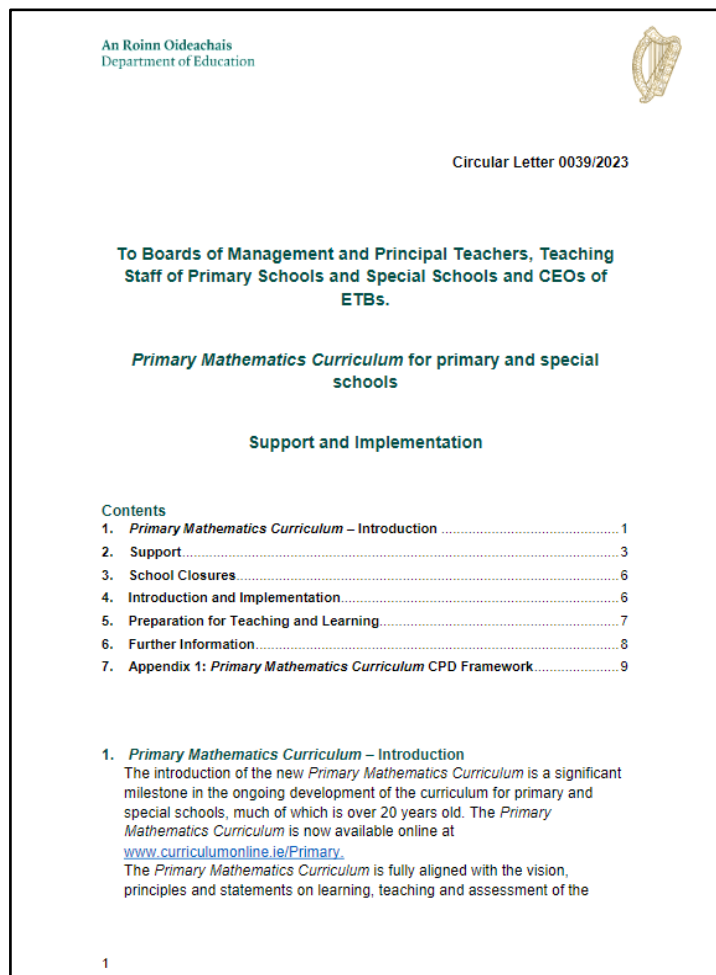 An Roinn Oideachais
Department of Education
Circular Letter 0039/2023
To Boards of Management and Principal Teachers, Teaching
Staff of Primary Schools and Special Schools and CEOs of
ETBs.
Primary Mathematics Curriculum for primary and special
schools
Support and Implementation
Contents
1. Primary Mathematics Curriculum – Introduction ................................................ 1
2. Support.................................................................................................................. 3
3. School Closures.................................................................................................... 6
4. Introduction and Implementation......................................................................... 6
5. Preparation for Teaching and Learning................................................................ 7
6. Further Information............................................................................................... 8
7. Appendix 1: Primary Mathematics Curriculum CPD Framework...................... 9
1. Primary Mathematics Curriculum – Introduction
The introduction of the new Primary Mathematics Curriculum is a significant
milestone in the ongoing development of the curriculum for primary and
special schools, much of which is over 20 years old. The Primary
Mathematics Curriculum is now available online at
www.curriculumonline.ie/Primary.
The Primary Mathematics Curriculum is fully aligned with the vision,
principles and statements on learning, teaching and assessment of the
1